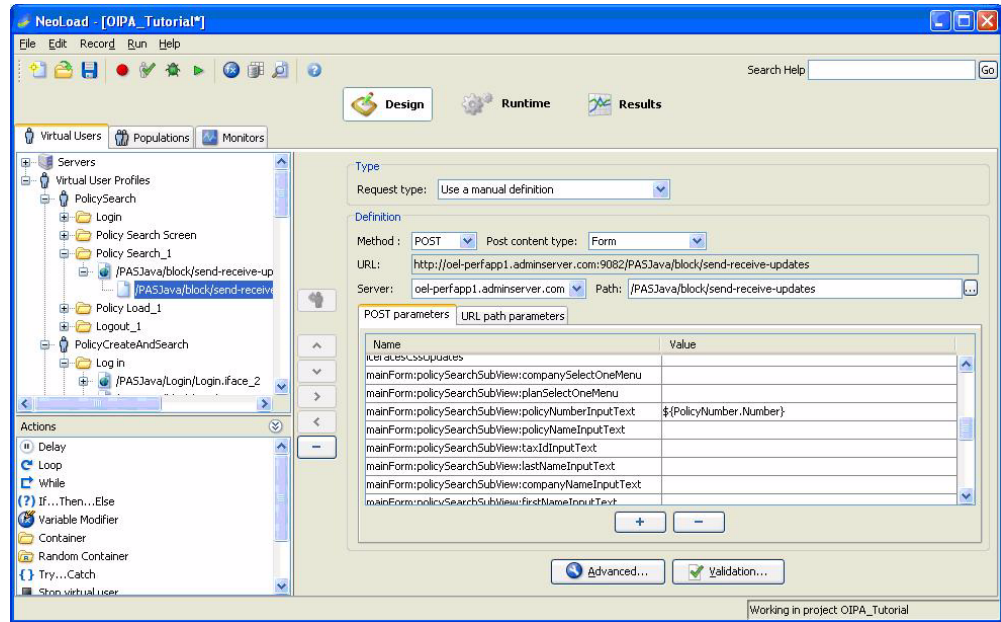 NeoLoad - [OIPA_Tutorial*]
File Edit Record Run Help
Search Help Go
Design Runtime Results
Virtual Users Populations Monitors
Servers
Virtual User Profiles
PolicySearch
Login
Policy Search Screen
Policy Search_1
/PASJava/block/send-receive-up
/PASJava/block/send-receive
Policy Load_1
Logout_1
PolicyCreateAndSearch
Log in
/PASJava/Login/Login.iface_2
Actions
Delay
Loop
While
If...Then...Else
Variable Modifier
Container
Random Container
Try...Catch
Stop virtual user
Type
Request type: Use a manual definition
Definition
Method : POST Post content type: Form
URL: http://oel-perfapp1.adminserver.com:9082/PASJava/block/send-receive-updates
Server: oel-perfapp1.adminserver.com Path: /PASJava/block/send-receive-updates ...
POST parameters URL path parameters
Name Value
mainForm:policySearchSubView:companySelectOneMenu
mainForm:policySearchSubView:planSelectOneMenu
mainForm:policySearchSubView:policyNumberInputText ${PolicyNumber.Number}
mainForm:policySearchSubView:policyNameInputText
mainForm:policySearchSubView:taxIdInputText
mainForm:policySearchSubView:lastNameInputText
mainForm:policySearchSubView:companyNameInputText
mainForm:policySearchSubView:firstNameInputText
+ -
Advanced... Validation...
Working in project OIPA_Tutorial